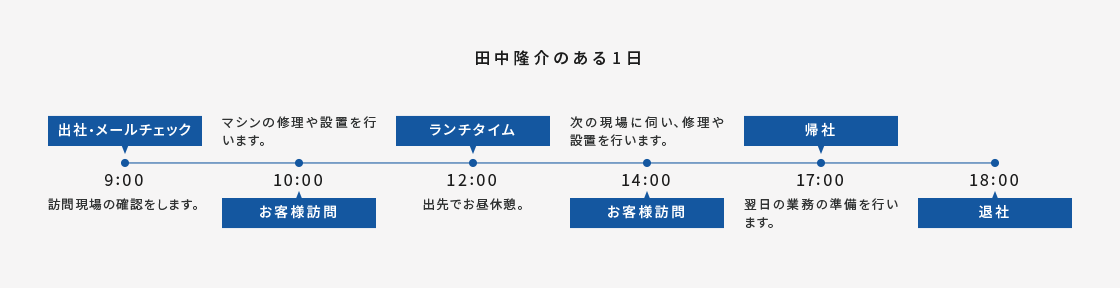 田中隆介のある1日
出社・メールチェック
9:00
訪問現場の確認をします。
マシンの修理や設置を行
います。
10:00
お客様訪問
ランチタイム
12:00
出先でお昼休憩。
次の現場に伺い、修理や
設置を行います。
14:00
お客様訪問
帰社
17:00
翌日の業務の準備を行い
ます。
18:00
退社